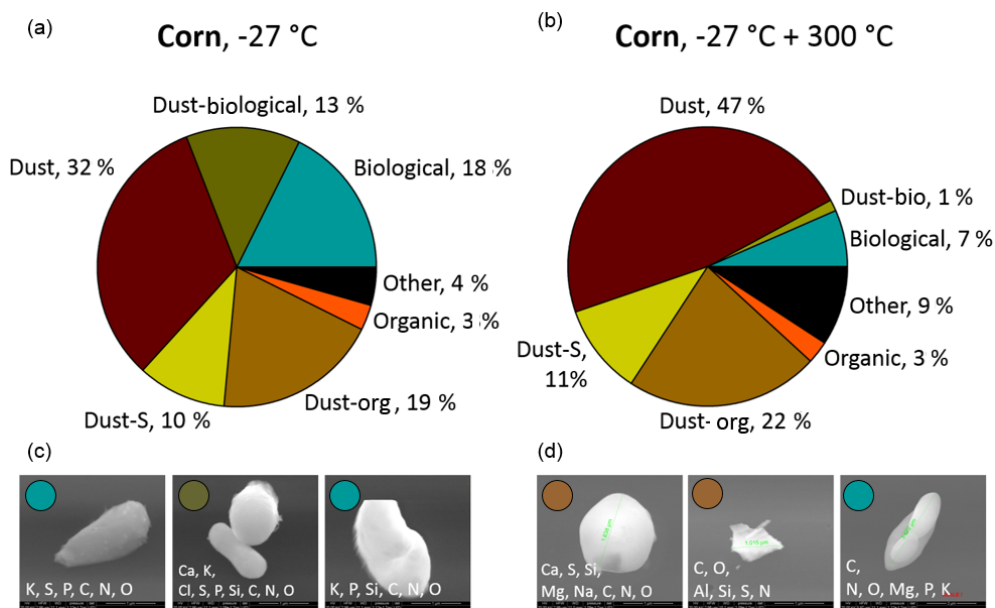 (a)
Corn, -27 °C
Dust-biological, 13 %
Dust, 32 %
Biological, 18 %
Other, 4 %
Organic, 3 %
Dust-org , 19 %
Dust-S, 10 %
(b)
Corn, -27 °C + 300 °C
Dust, 47 %
Dust-bio, 1 %
Biological, 7 %
Other, 9 %
Organic, 3 %
Dust-S,
11%
Dust- org, 22 %
(c)
K, S, P, C, N, O
Ca, K,
Cl, S, P, Si, C, N, O
K, P, Si, C, N, O
(d)
Ca, S, Si,
Mg, Na, C, N, O
C, O,
Al, Si, S, N
C,
N, O, Mg, P, K